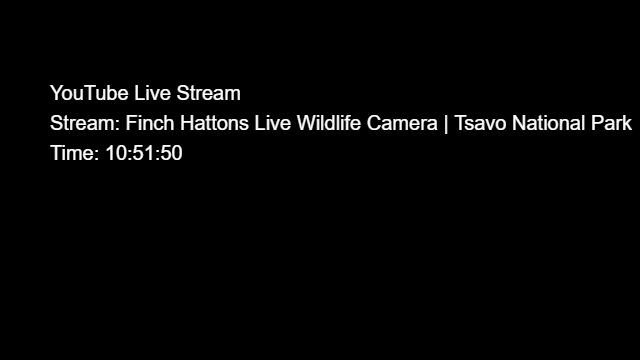 YouTube Live Stream
Stream: Finch Hattons Live Wildlife Camera | Tsavo National Park
Time: 10:51:50